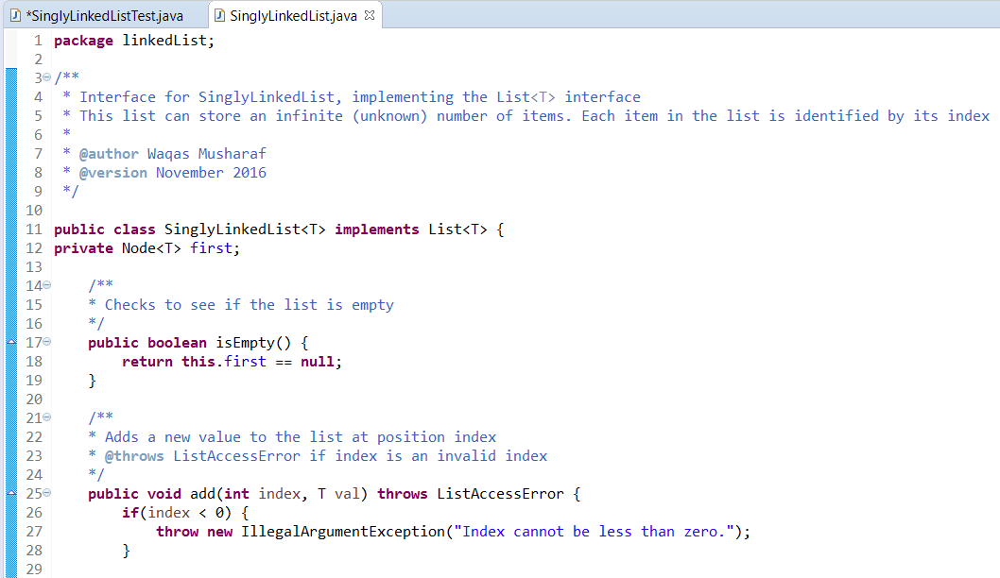 *SinglyLinkedListTest.java SinglyLinkedList.java
1 package linkedList;
2
3 /**
4 * Interface for SinglyLinkedList, implementing the List<T> interface
5 * This list can store an infinite (unknown) number of items. Each item in the list is identified by its index
6 *
7 * @author Waqas Musharaf
8 * @version November 2016
9 */
10
11 public class SinglyLinkedList<T> implements List<T> {
12 private Node<T> first;
13
14 /**
15 * Checks to see if the list is empty
16 */
17 public boolean isEmpty() {
18 return this.first == null;
19 }
20
21 /**
22 * Adds a new value to the list at position index
23 * @throws ListAccessError if index is an invalid index
24 */
25 public void add(int index, T val) throws ListAccessError {
26 if(index < 0) {
27 throw new IllegalArgumentException("Index cannot be less than zero.");
28 }
29